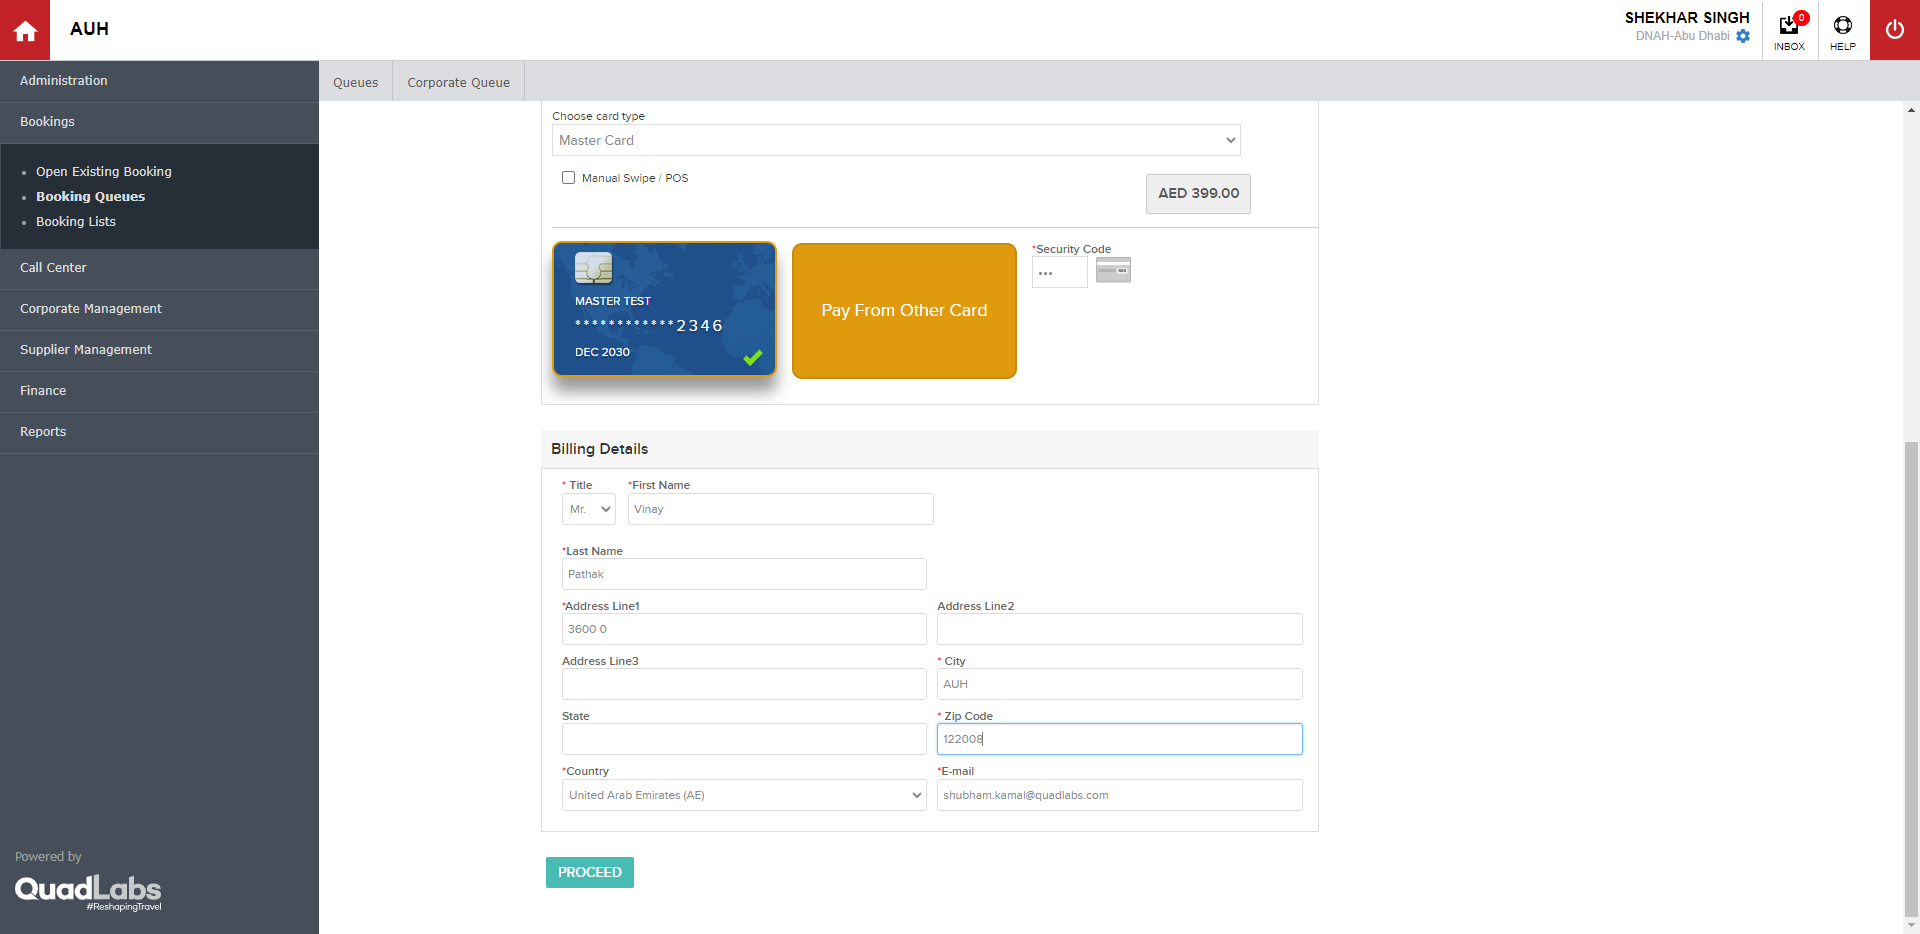 AUH
SHEKHAR SINGH
DNAH-Abu Dhabi
0
INBOX
HELP
Administration
Bookings
Open Existing Booking
Booking Queues
Booking Lists
Call Center
Corporate Management
Supplier Management
Finance
Reports
Powered by
QuadLabs
#ReshapingTravel
Queues
Corporate Queue
Choose card type
Master Card
Manual Swipe / POS
AED 399.00
MASTER TEST
************2346
DEC 2030
Pay From Other Card
*Security Code
•••
Billing Details
* Title
*First Name
Mr.
Vinay
*Last Name
Pathak
*Address Line1
Address Line2
3600 0
Address Line3
* City
AUH
State
* Zip Code
122008
*Country
*E-mail
United Arab Emirates (AE)
shubham.kamal@quadlabs.com
PROCEED